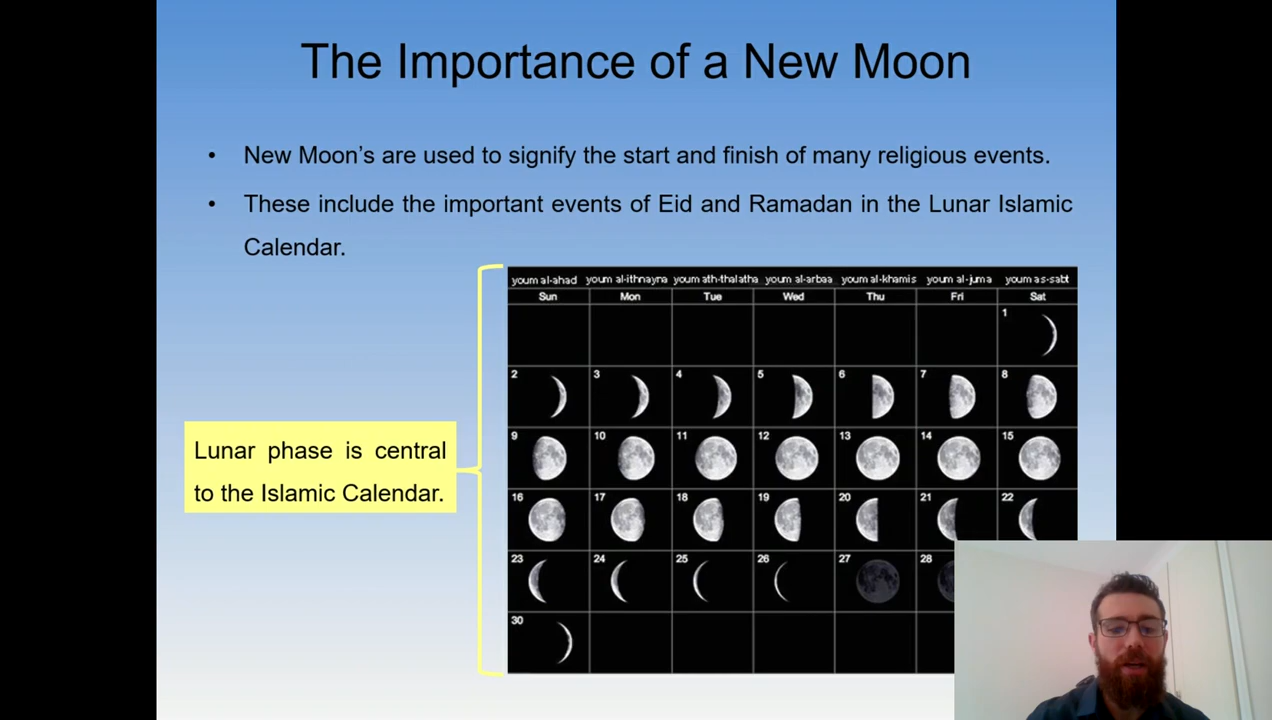 The Importance of a New Moon
• New Moon’s are used to signify the start and finish of many religious events.
• These include the important events of Eid and Ramadan in the Lunar Islamic
Calendar.
Lunar phase is central
to the Islamic Calendar.
youm al-ahad youm al-ithnayna youm ath-thalatha youm al-arbaa youm al-khamis youm al-juma youm as-sabt
Sun Mon Tue Wed Thu Fri Sat
1
2 3 4 5 6 7 8
9 10 11 12 13 14 15
16 17 18 19 20 21 22
23 24 25 26 27 28
30